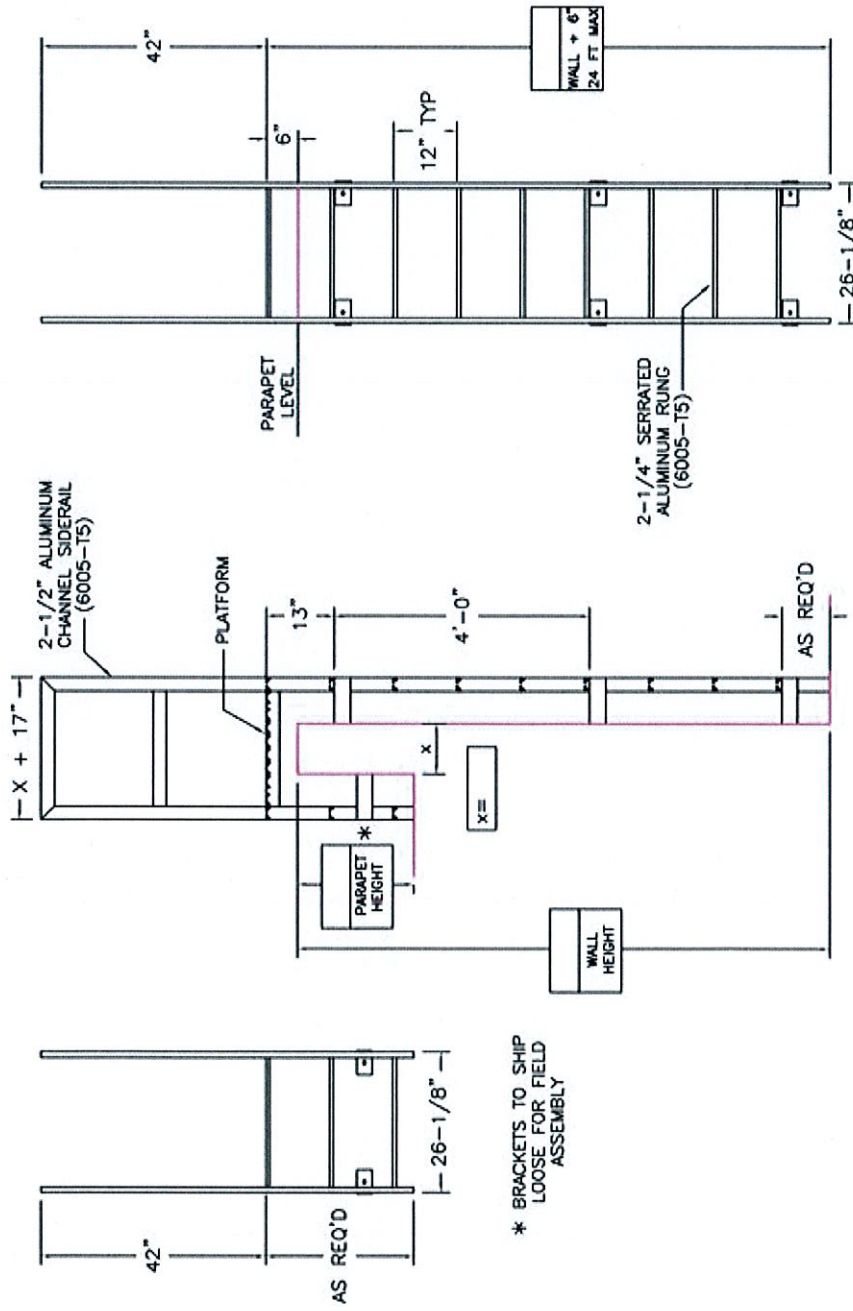 42"
AS REQ'D
26-1/8"
* BRACKETS TO SHIP
LOOSE FOR FIELD
ASSEMBLY
X + 17"
2-1/2" ALUMINUM
CHANNEL SIDERAIL
(6005-T5)
PLATFORM
13"
4'-0"
AS REQ'D
*
PARAPET
HEIGHT
x
x=
WALL
HEIGHT
42"
6"
PARAPET
LEVEL
12" TYP
2-1/4" SERRATED
ALUMINUM RUNG
(6005-T5)
WALL + 6"
24 FT MAX
26-1/8"